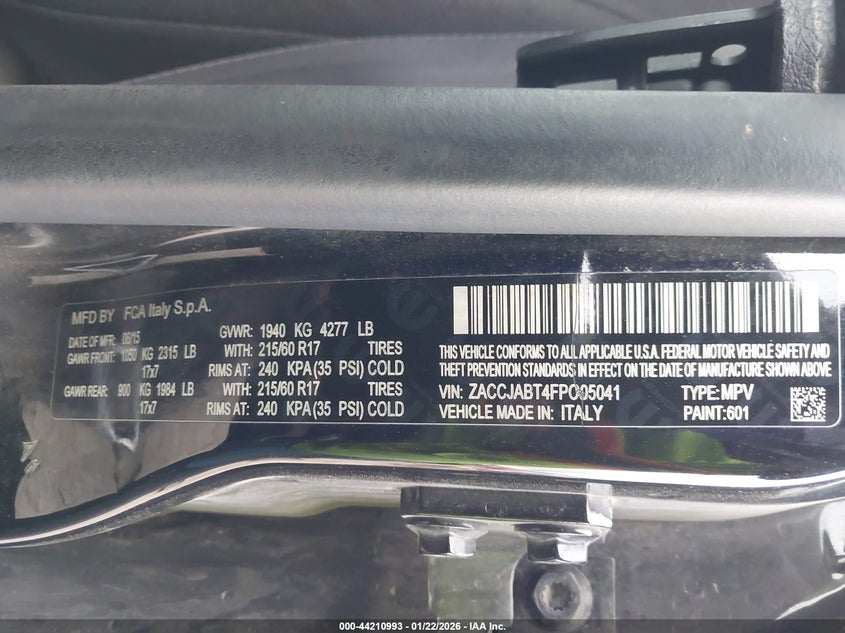 MFD BY FCA Italy S.p.A.
DATE OF MFR: 06/15 GVWR: 1940 KG 4277 LB
GAWR FRONT: 1050 KG 2315 LB WITH: 215/60 R17 TIRES
17x7 RIMS AT: 240 KPA (35 PSI) COLD
GAWR REAR: 900 KG 1984 LB WITH: 215/60 R17 TIRES
17x7 RIMS AT: 240 KPA (35 PSI) COLD
THIS VEHICLE CONFORMS TO ALL APPLICABLE U.S.A. FEDERAL MOTOR VEHICLE SAFETY AND
THEFT PREVENTION STANDARDS IN EFFECT ON THE DATE OF MANUFACTURE SHOWN ABOVE
VIN: ZACCJABT4FPC05041 TYPE: MPV
VEHICLE MADE IN: ITALY PAINT: 601
000-44210993 - 01/22/2026 - IAA Inc.